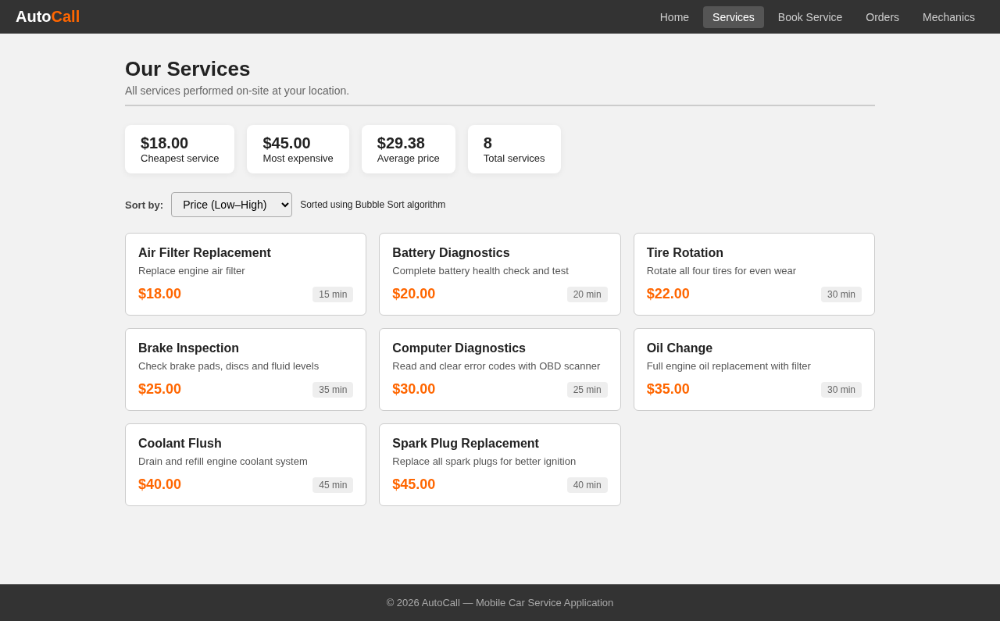 AutoCall
Home Services Book Service Orders Mechanics
Our Services
All services performed on-site at your location.
$18.00
Cheapest service
$45.00
Most expensive
$29.38
Average price
8
Total services
Sort by: Price (Low–High) Sorted using Bubble Sort algorithm
Air Filter Replacement
Replace engine air filter
$18.00 15 min
Battery Diagnostics
Complete battery health check and test
$20.00 20 min
Tire Rotation
Rotate all four tires for even wear
$22.00 30 min
Brake Inspection
Check brake pads, discs and fluid levels
$25.00 35 min
Computer Diagnostics
Read and clear error codes with OBD scanner
$30.00 25 min
Oil Change
Full engine oil replacement with filter
$35.00 30 min
Coolant Flush
Drain and refill engine coolant system
$40.00 45 min
Spark Plug Replacement
Replace all spark plugs for better ignition
$45.00 40 min
© 2026 AutoCall — Mobile Car Service Application